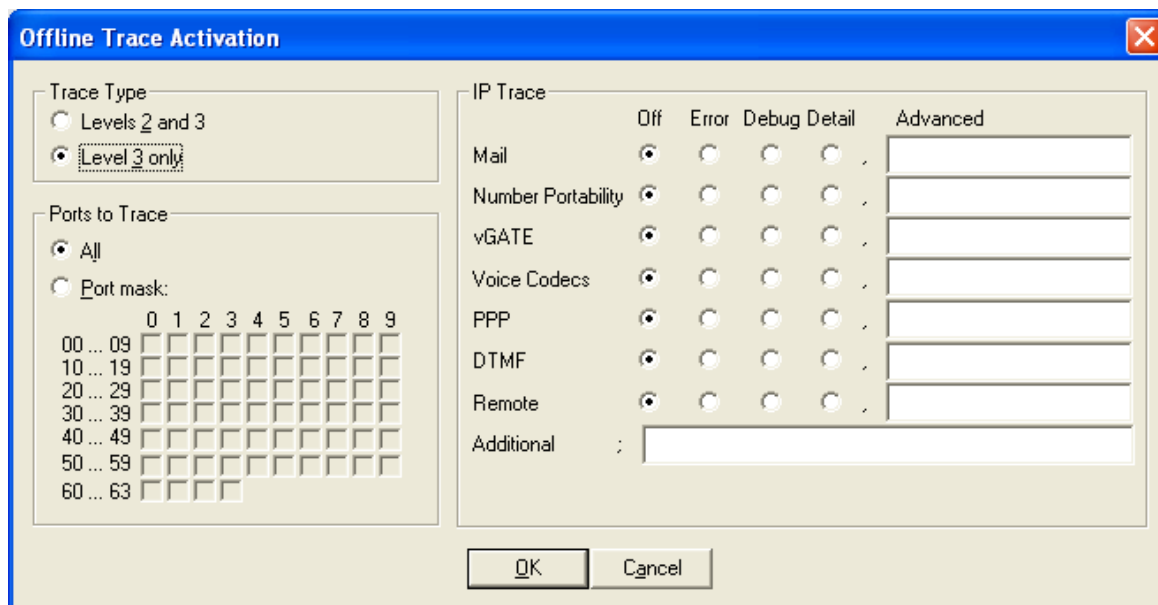 Offline Trace Activation
Trace Type
Levels 2 and 3
Level 3 only
Ports to Trace
All
Port mask:
0 1 2 3 4 5 6 7 8 9
00 ... 09
10 ... 19
20 ... 29
30 ... 39
40 ... 49
50 ... 59
60 ... 63
IP Trace
Off Error Debug Detail Advanced
Mail ,
Number Portability ,
vGATE ,
Voice Codecs ,
PPP ,
DTMF ,
Remote ,
Additional ;
OK Cancel